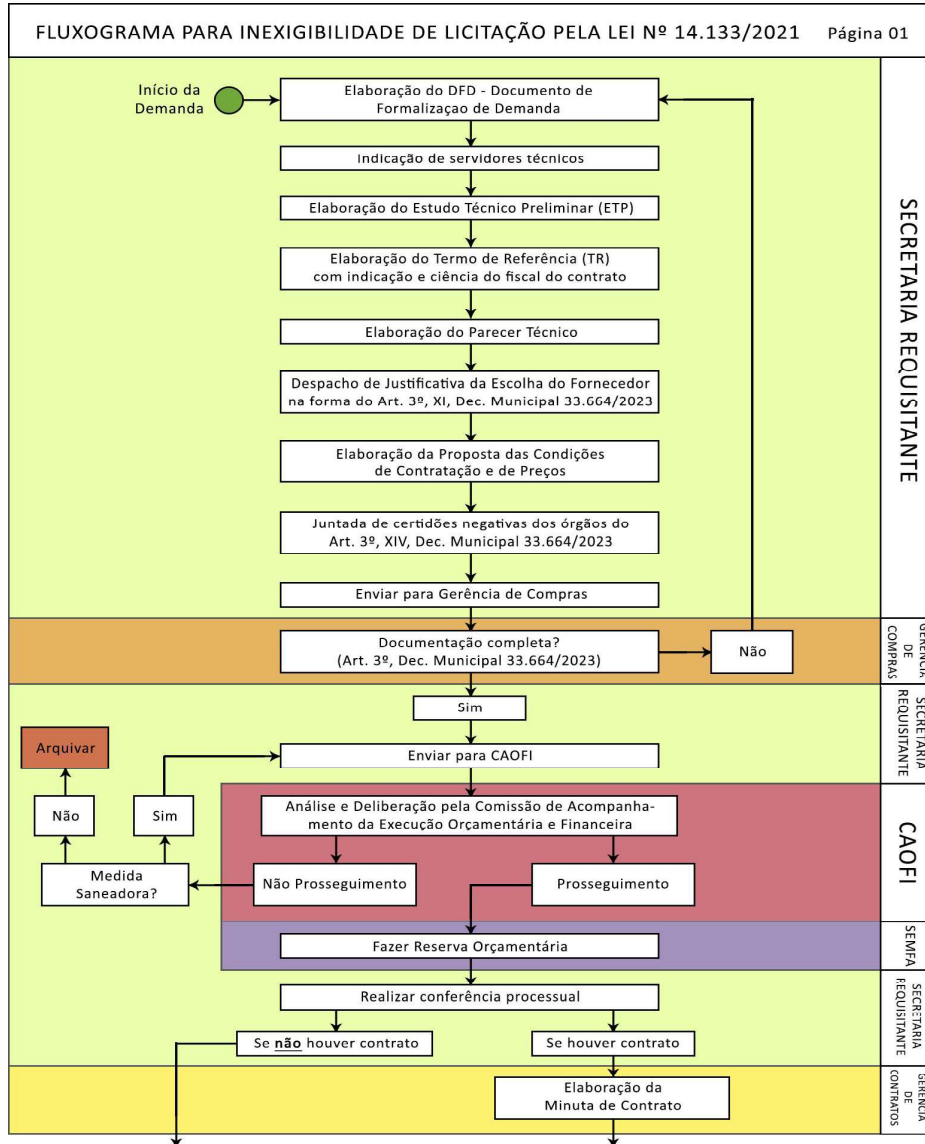 FLUXOGRAMA PARA INEXIGIBILIDADE DE LICITAÇÃO PELA LEI Nº 14.133/2021 Página 01
Início da
Demanda
Elaboração do DFD - Documento de
Formalizaçao de Demanda
Indicação de servidores técnicos
Elaboração do Estudo Técnico Preliminar (ETP)
Elaboração do Termo de Referência (TR)
com indicação e ciência do fiscal do contrato
Elaboração do Parecer Técnico
Despacho de Justificativa da Escolha do Fornecedor
na forma do Art. 3º, XI, Dec. Municipal 33.664/2023
Elaboração da Proposta das Condições
de Contratação e de Preços
Juntada de certidões negativas dos órgãos do
Art. 3º, XIV, Dec. Municipal 33.664/2023
Enviar para Gerência de Compras
SECRETARIA REQUISITANTE
Documentação completa?
(Art. 3º, Dec. Municipal 33.664/2023)
Não
GERÊNCIA
DE
COMPRAS
Sim
Enviar para CAOFI
Arquivar
Não
Sim
Medida
Saneadora?
SECRETARIA
REQUISITANTE
Análise e Deliberação pela Comissão de Acompanha-
mento da Execução Orçamentária e Financeira
Não Prosseguimento
Prosseguimento
CAOFI
Fazer Reserva Orçamentária
SEMFA
Realizar conferência processual
Se não houver contrato
Se houver contrato
SECRETARIA
REQUISITANTE
Elaboração da
Minuta de Contrato
GERÊNCIA
DE
CONTRATOS